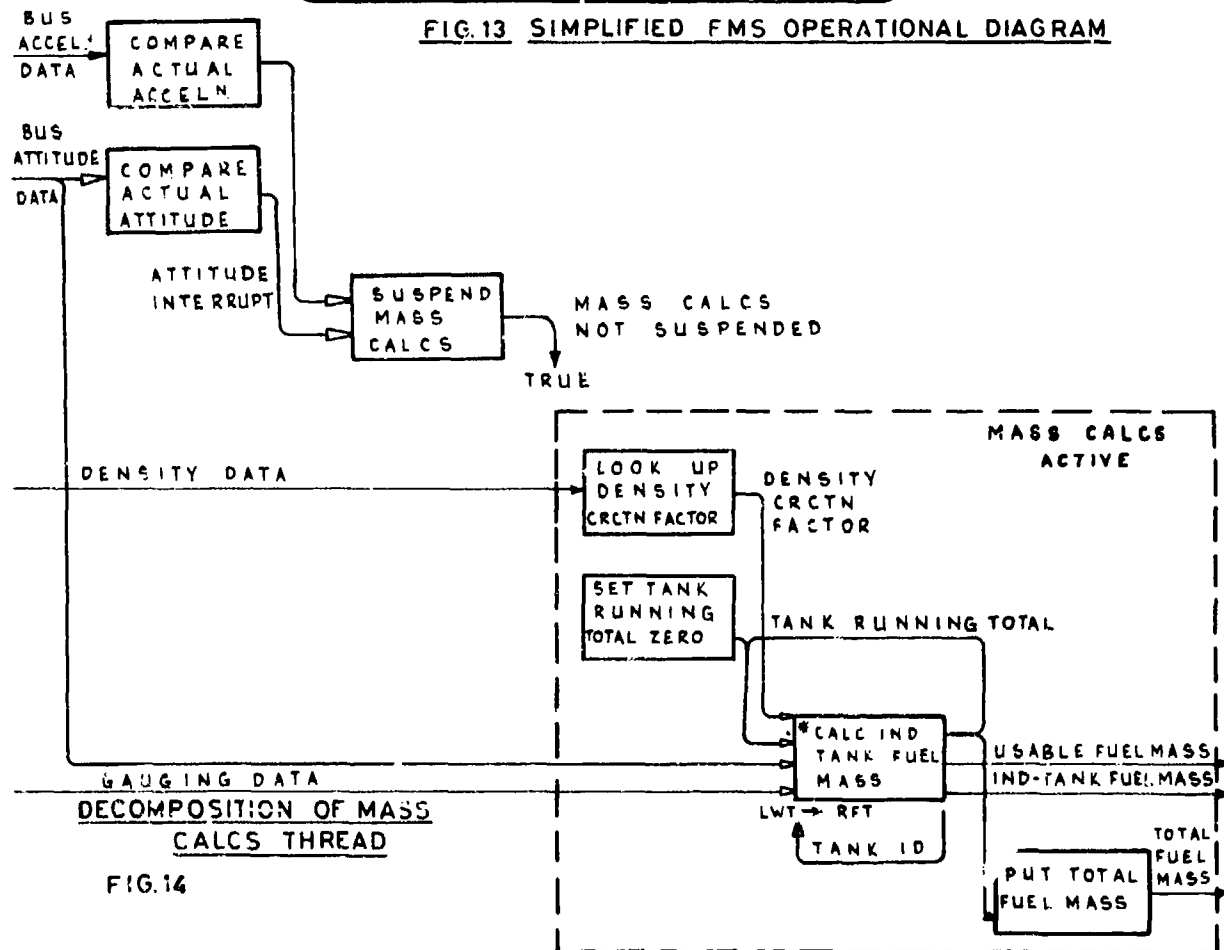 FIG.13 SIMPLIFIED FMS OPERATIONAL DIAGRAM
BUS
ACCEL.
DATA
COMPARE
ACTUAL
ACCELN.
BUS
ATTITUDE
DATA
COMPARE
ACTUAL
ATTITUDE
ATTITUDE
INTERRUPT
SUSPEND
MASS
CALCS
MASS CALCS
NOT SUSPENDED
TRUE
MASS CALCS
ACTIVE
DENSITY DATA
LOOK UP
DENSITY
CRCTN FACTOR
DENSITY
CRCTN
FACTOR
SET TANK
RUNNING
TOTAL ZERO
TANK RUNNING TOTAL
*CALC IND
TANK FUEL
MASS
USABLE FUEL MASS
IND-TANK FUEL MASS
GAUGING DATA
LWT → RFT
TANK ID
DECOMPOSITION OF MASS
CALCS THREAD
PUT TOTAL
FUEL MASS
TOTAL
FUEL
MASS
FIG.14